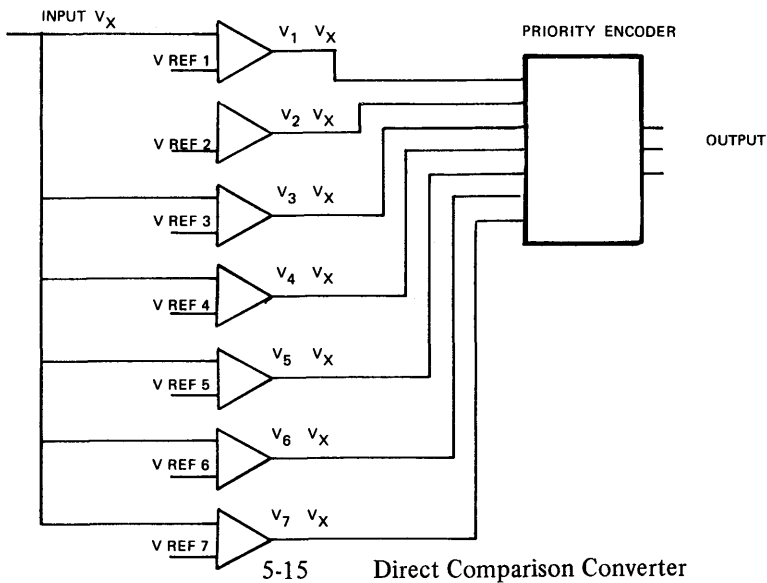 INPUT VX
V1 VX
PRIORITY ENCODER
V REF 1
V2 VX
V REF 2
OUTPUT
V3 VX
V REF 3
V4 VX
V REF 4
V5 VX
V REF 5
V6 VX
V REF 6
V7 VX
V REF 7
5-15 Direct Comparison Converter